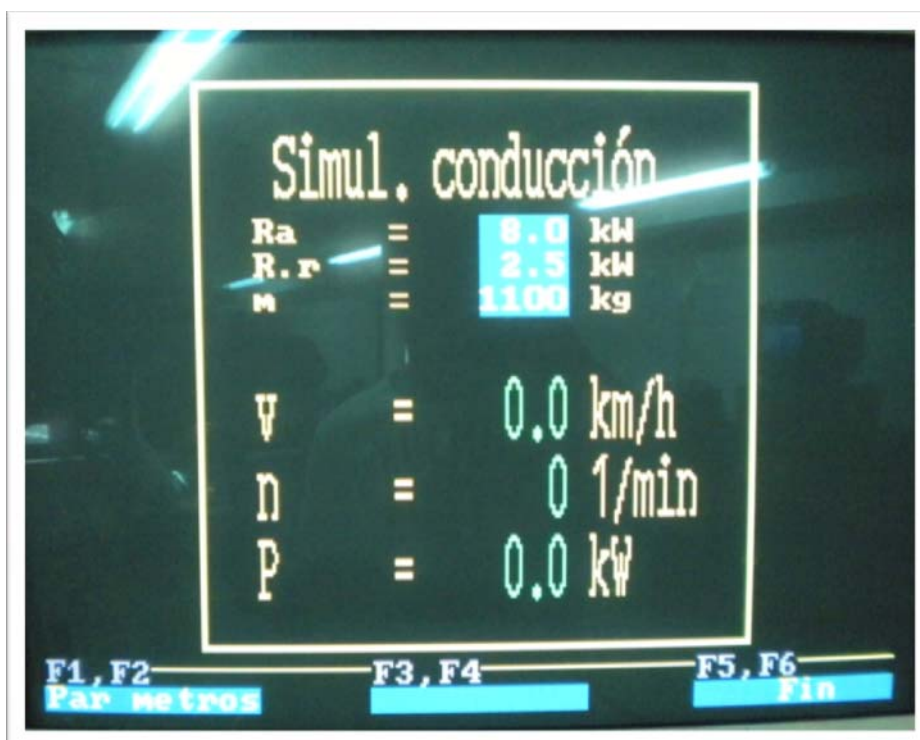 Simul. conducción
Ra = 8.0 kW
R.r = 2.5 kW
m = 1100 kg
v = 0.0 km/h
n = 0 1/min
P = 0.0 kW
F1,F2 F3,F4 F5,F6
Par metros Fin